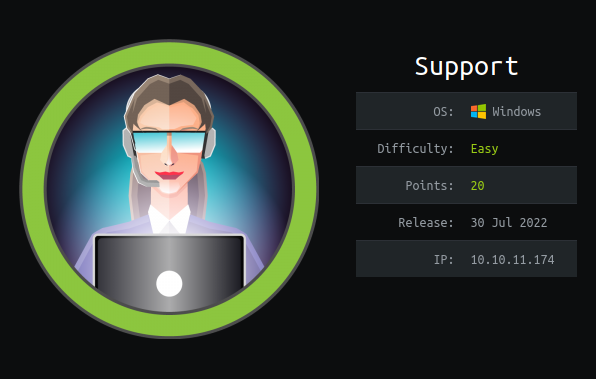 Support
OS: Windows
Difficulty: Easy
Points: 20
Release: 30 Jul 2022
IP: 10.10.11.174